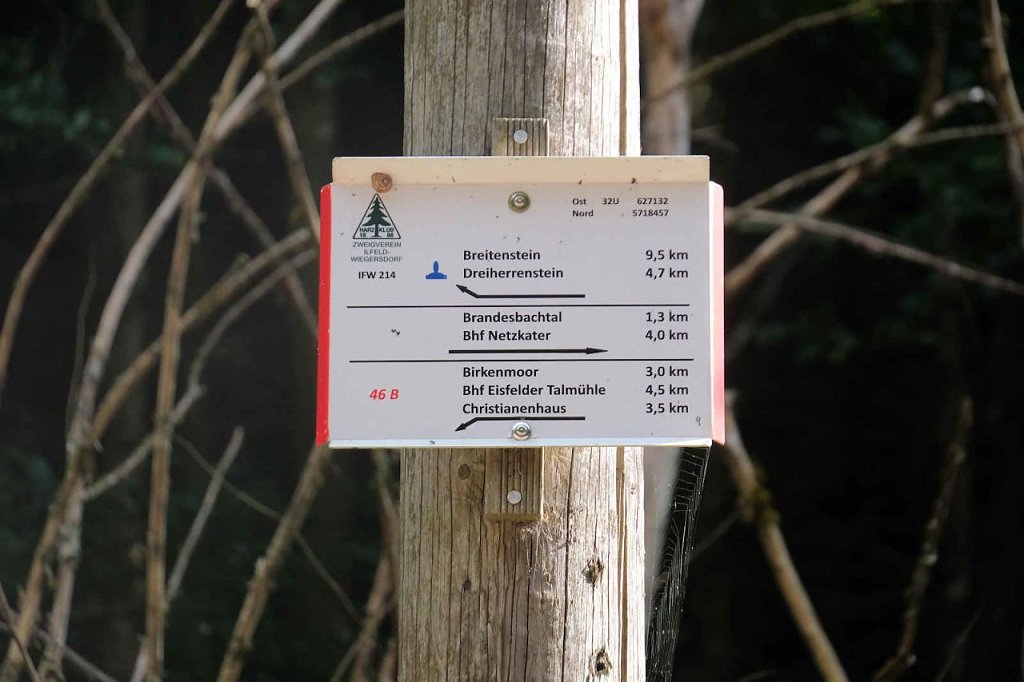 Ost 32U 627132
Nord 5718457
HARZ KLUB
18 86
ZWEIGVEREIN
ILFELD-
WIEGERSDORF
IFW 214
Breitenstein 9,5 km
Dreiherrenstein 4,7 km
Brandesbachtal 1,3 km
Bhf Netzkater 4,0 km
46 B
Birkenmoor 3,0 km
Bhf Eisfelder Talmühle 4,5 km
Christianenhaus 3,5 km